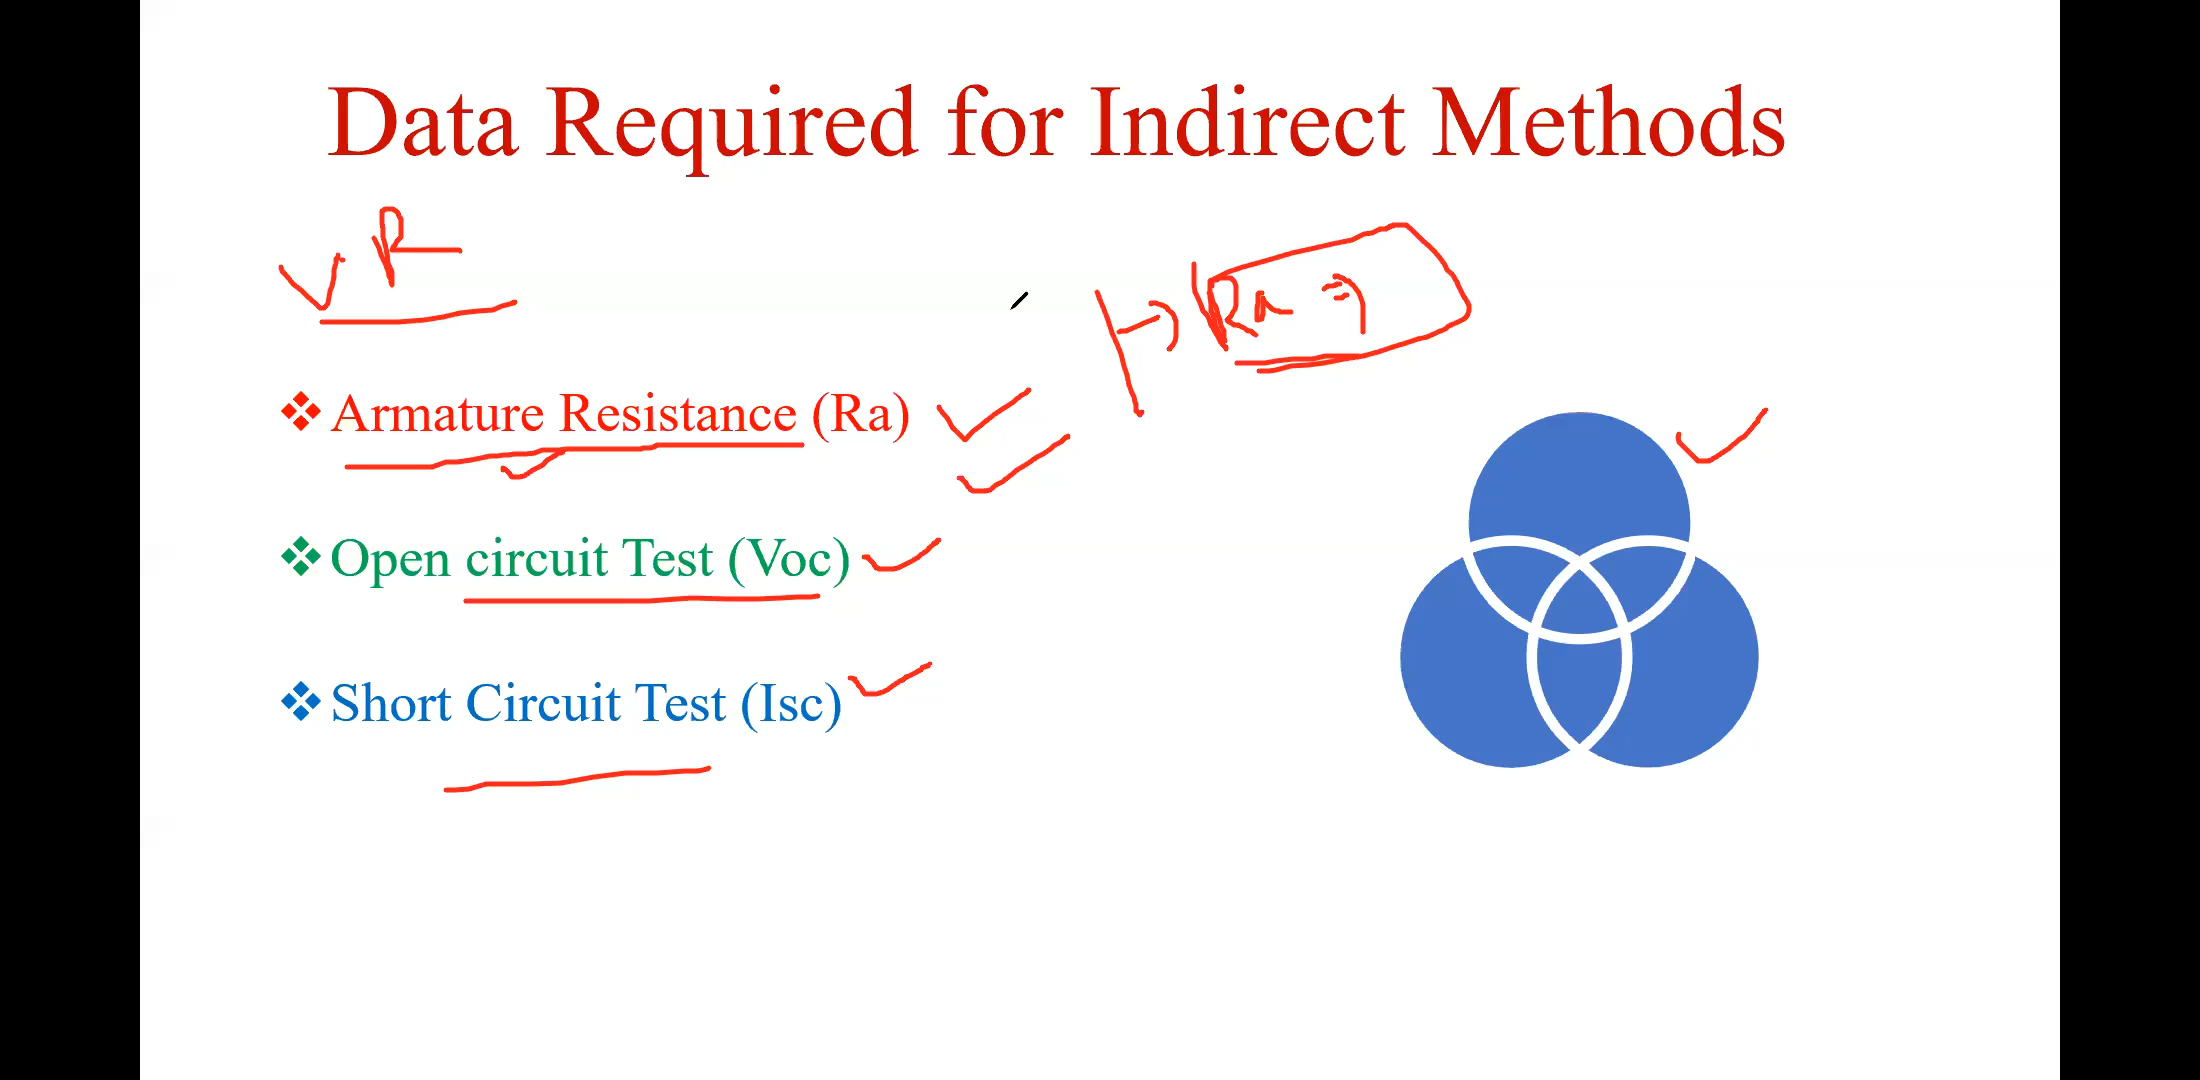 Data Required for Indirect Methods
VR
Ra ⇒
❖ Armature Resistance (Ra)
❖ Open circuit Test (Voc)
❖ Short Circuit Test (Isc)